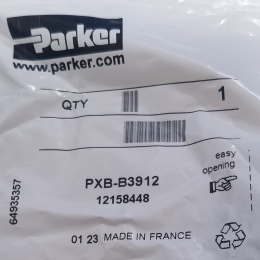 Parker
www.parker.com
QTY 1
easy
opening
PXB-B3912
12158448
64935357
01 23 MADE IN FRANCE